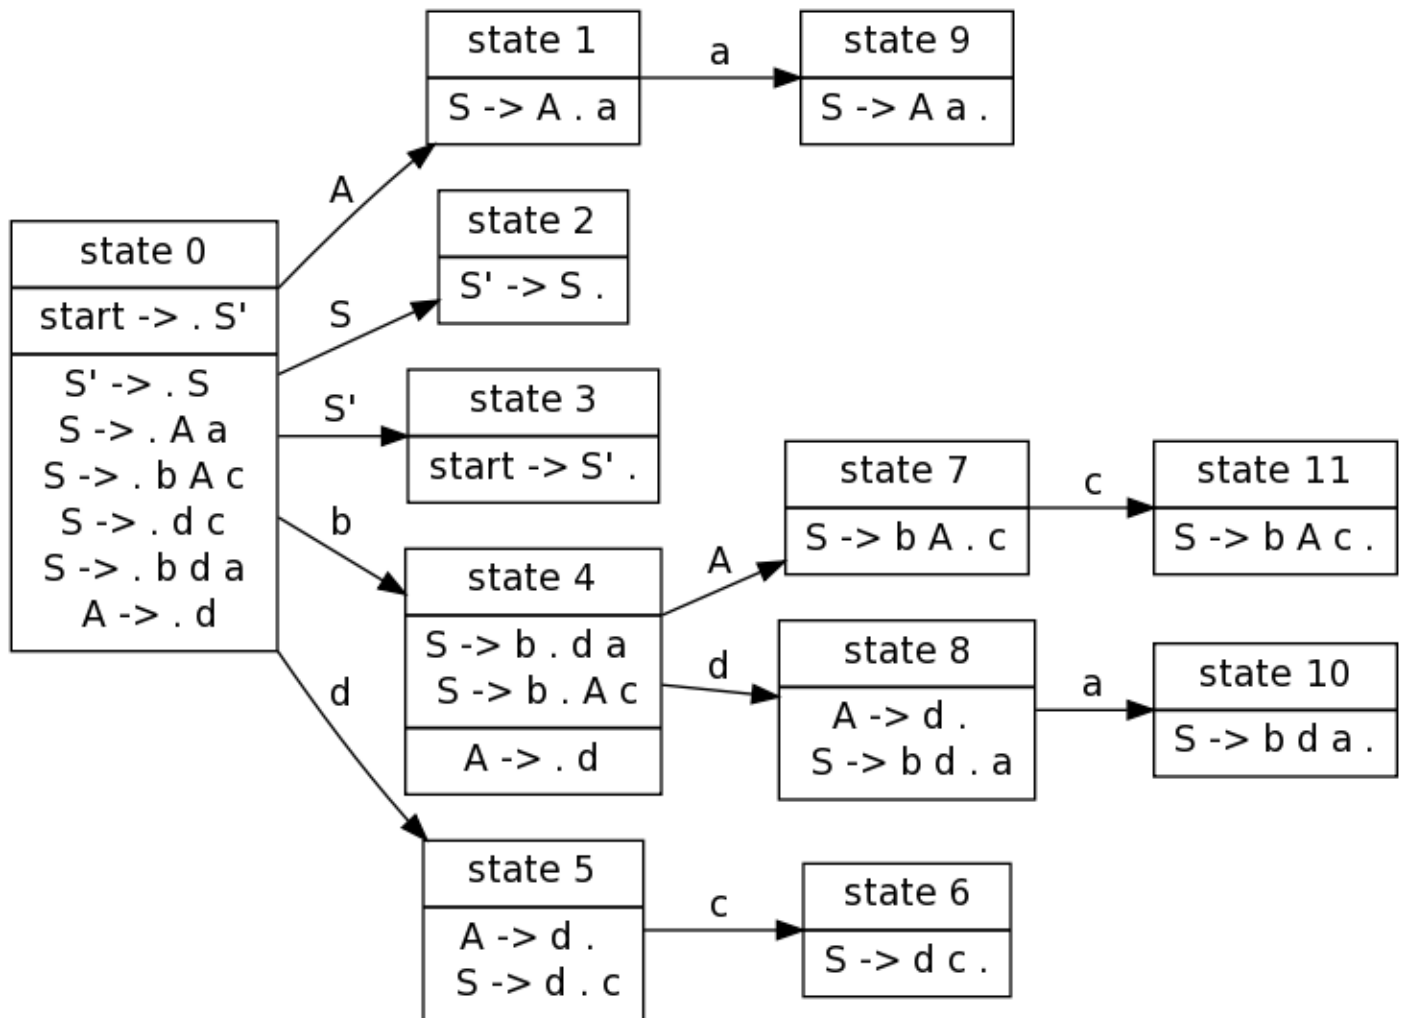 state 0
start -> . S'
S' -> . S
S -> . A a
S -> . b A c
S -> . d c
S -> . b d a
A -> . d
A
S
S'
b
d
state 1
S -> A . a
a
state 9
S -> A a .
state 2
S' -> S .
state 3
start -> S' .
state 4
S -> b . d a
S -> b . A c
A -> . d
A
d
state 7
S -> b A . c
c
state 11
S -> b A c .
state 8
A -> d .
S -> b d . a
a
state 10
S -> b d a .
state 5
A -> d .
S -> d . c
c
state 6
S -> d c .